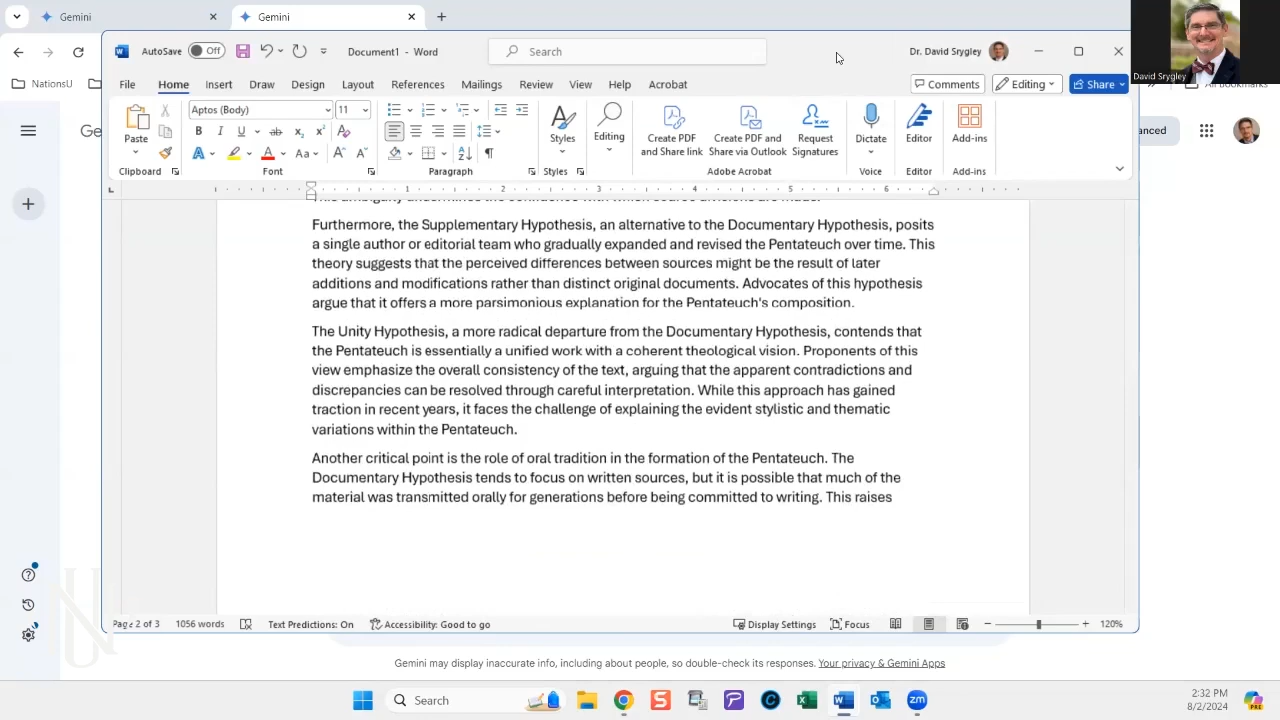 Gemini
Gemini
NationsU
AutoSave Off Document1 - Word Search Dr. David Srygley
David Srygley
File Home Insert Draw Design Layout References Mailings Review View Help Acrobat Comments Editing Share
All Bookmarks
Ge
Aptos (Body) 11
Paste Styles Editing Create PDF and Share link Create PDF and Share via Outlook Request Signatures Dictate Editor Add-ins
Clipboard Font Paragraph Styles Adobe Acrobat Voice Editor Add-ins
This ambiguity undermines the confidence with which source divisions are made.
Furthermore, the Supplementary Hypothesis, an alternative to the Documentary Hypothesis, posits
a single author or editorial team who gradually expanded and revised the Pentateuch over time. This
theory suggests that the perceived differences between sources might be the result of later
additions and modifications rather than distinct original documents. Advocates of this hypothesis
argue that it offers a more parsimonious explanation for the Pentateuch's composition.
The Unity Hypothesis, a more radical departure from the Documentary Hypothesis, contends that
the Pentateuch is essentially a unified work with a coherent theological vision. Proponents of this
view emphasize the overall consistency of the text, arguing that the apparent contradictions and
discrepancies can be resolved through careful interpretation. While this approach has gained
traction in recent years, it faces the challenge of explaining the evident stylistic and thematic
variations within the Pentateuch.
Another critical point is the role of oral tradition in the formation of the Pentateuch. The
Documentary Hypothesis tends to focus on written sources, but it is possible that much of the
material was transmitted orally for generations before being committed to writing. This raises
Page 2 of 3 1056 words Text Predictions: On Accessibility: Good to go Display Settings Focus 120%
Gemini may display inaccurate info, including about people, so double-check its responses. Your privacy & Gemini Apps
Search
2:32 PM
8/2/2024